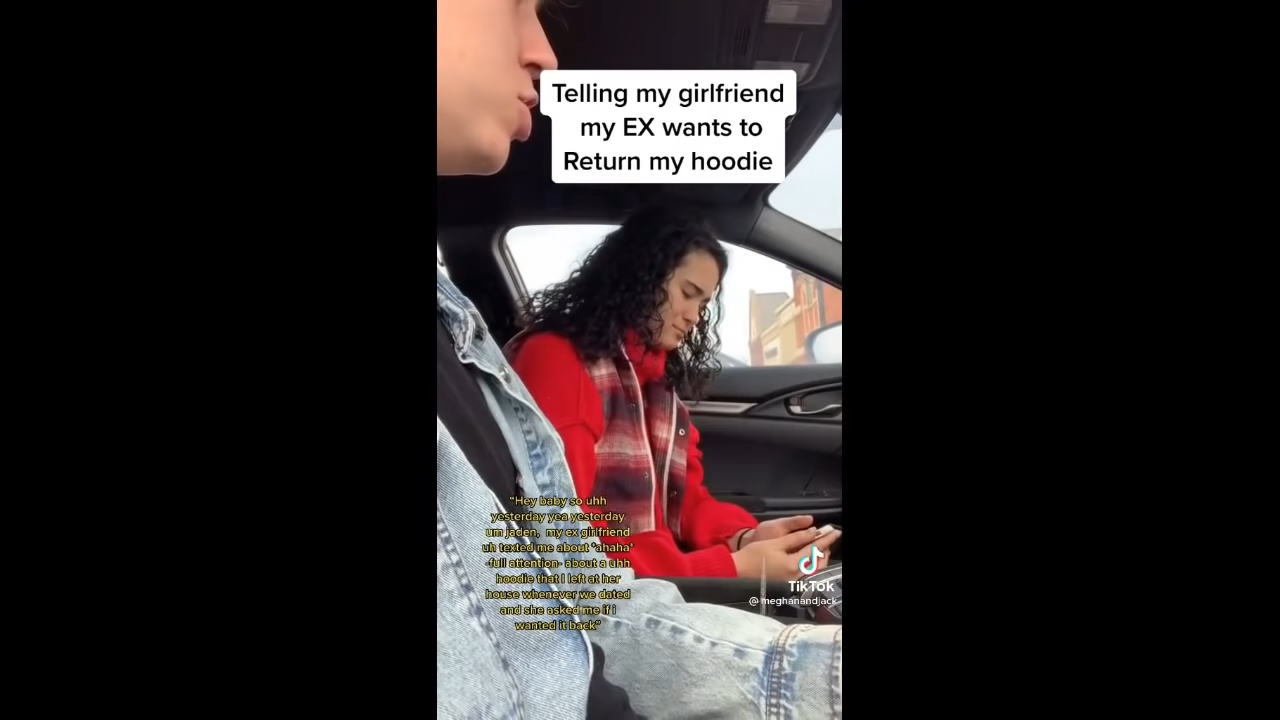 Telling my girlfriend
my EX wants to
Return my hoodie
"Hey baby so uhh
yesterday yea yesterday
um jaden, my ex girlfriend
uh texted me about *ahaha*
-full attention- about a uhh
hoodie that I left at her
house whenever we dated
and she asked me if i
wanted it back"
TikTok
@meghanandjack